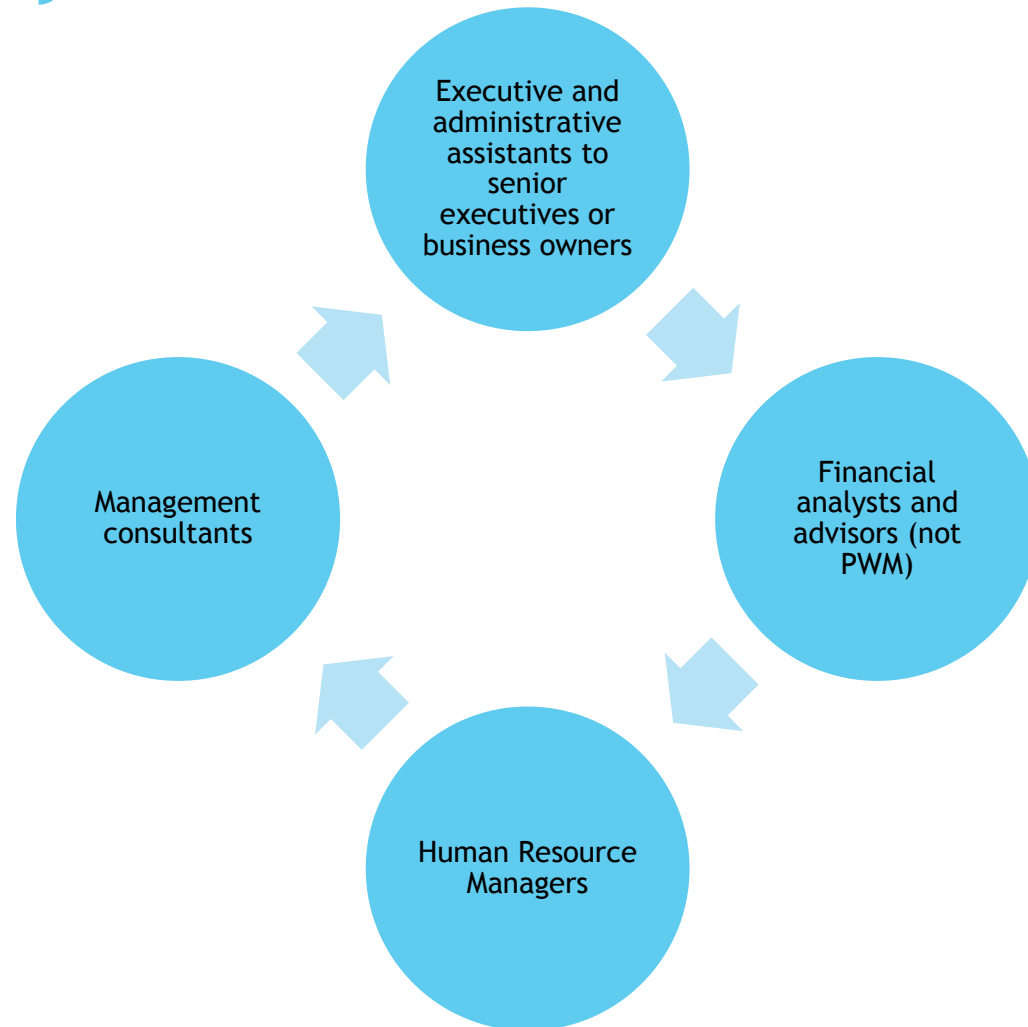 Executive and
administrative
assistants to
senior
executives or
business owners
Financial
analysts and
advisors (not
PWM)
Human Resource
Managers
Management
consultants